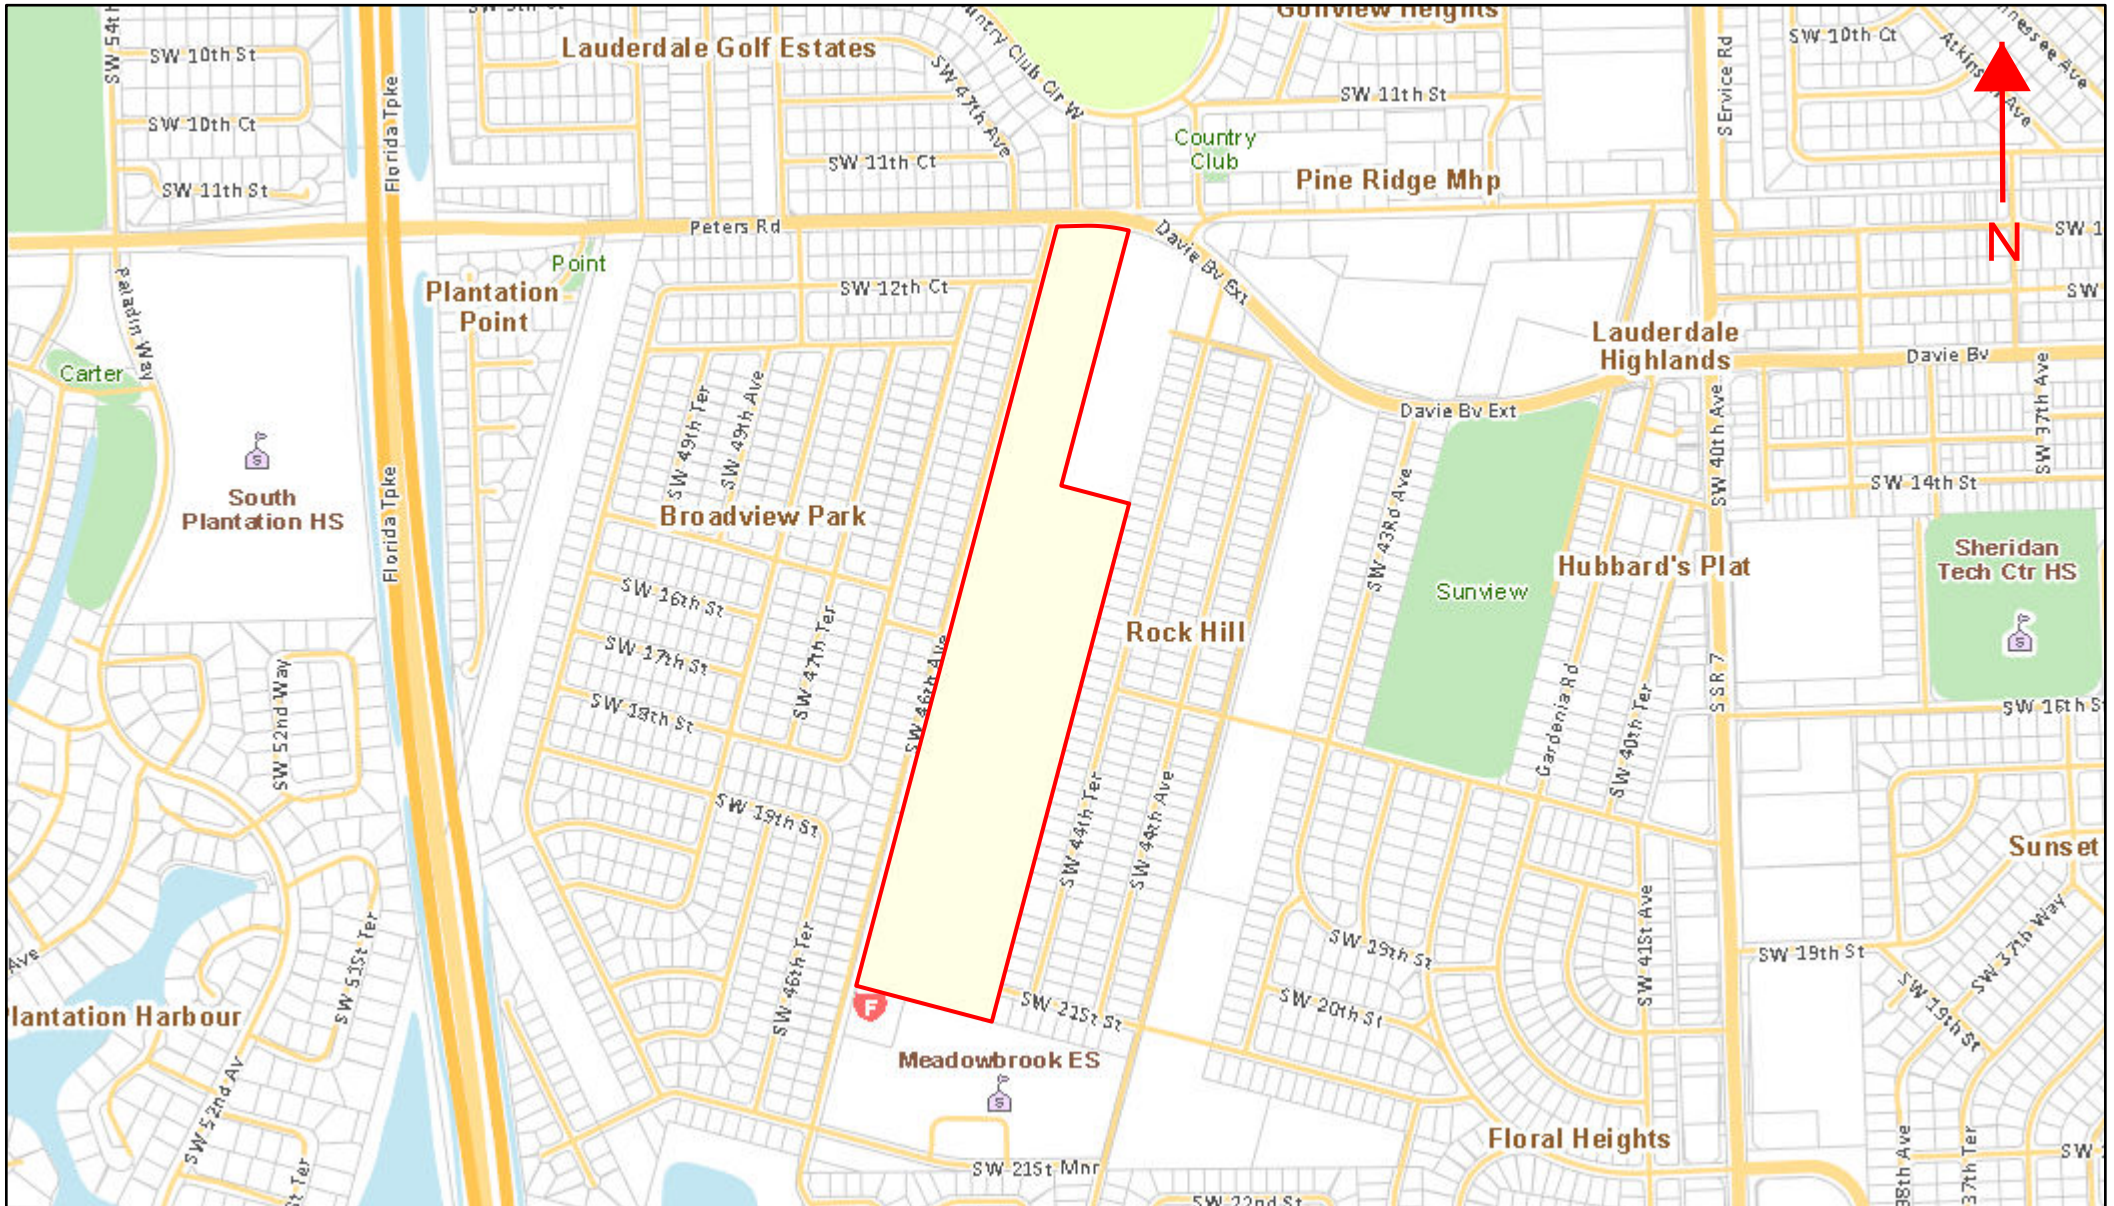 SW 54th
SW 10th St
SW 10th Ct
SW 11th St
Florida Tpke
Lauderdale Golf Estates
SW 47th Ave
SW 11th Ct
Country Club Cir W
Country
Club
SW 11th St
Pine Ridge Mhp
S Service Rd
SW 10th Ct
N
Peters Rd
Davie Bv Ext
Point
Plantation
Point
SW 12th Ct
Paladin Way
Carter
South
Plantation HS
Florida Tpke
SW 49th Ter
SW 49th Ave
Broadview Park
SW 16th St
SW 17th St
SW 18th St
SW 47th Ter
SW 46th Ave
SW 19th St
SW 46th Ter
Rock Hill
SW 44th Ter
SW 44th Ave
SW 43Rd Ave
Davie Bv Ext
Lauderdale
Highlands
Davie Bv
SW 40th Ave
SW 37th Ave
SW 14th St
Sunview
Hubbard's Plat
Sheridan
Tech Ctr HS
Gardenia Rd
SW 40th Ter
S SR 7
SW 16th St
SW 52nd Way
SW 51St Ter
Ave
lantation Harbour
SW 52nd Av
St Ter
F
SW 21St St
Meadowbrook ES
SW 21St Mnr
SW 22nd St
SW 19th St
SW 20th St
SW 41St Ave
Floral Heights
SW 19th St
SW 37th Way
SW 19th St
Sunset
38th Ave
37th Ter
SW